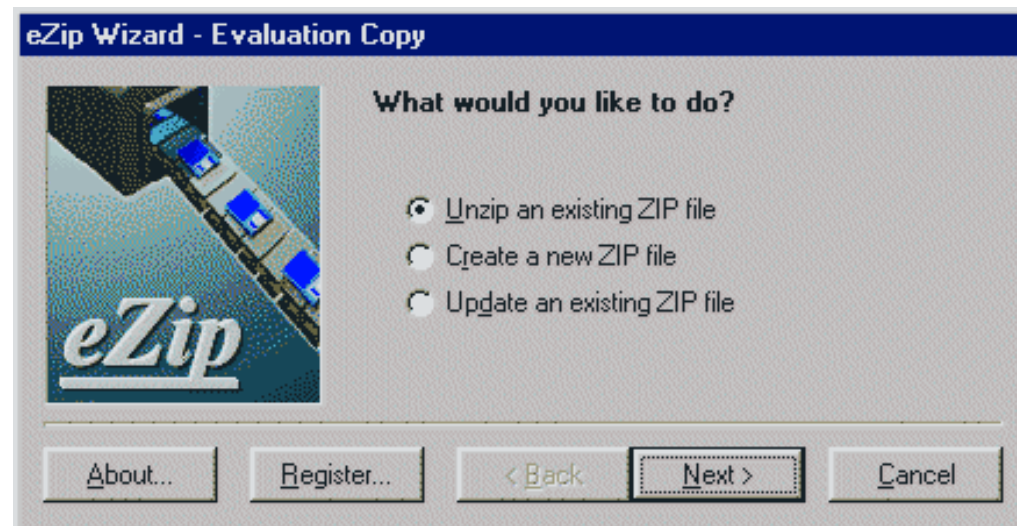 eZip Wizard - Evaluation Copy
What would you like to do?
Unzip an existing ZIP file
Create a new ZIP file
Update an existing ZIP file
eZip
About... Register... < Back Next > Cancel